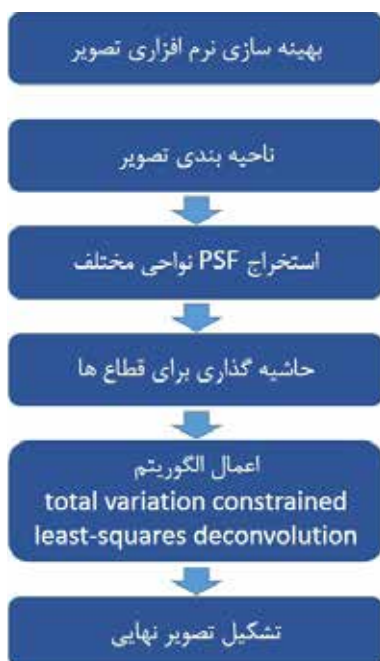 بهینه سازی نرم افزاری تصویر
ناحیه بندی تصویر
استخراج PSF نواحی مختلف
حاشیه گذاری برای قطاع ها
اعمال الگوریتم
total variation constrained
least-squares deconvolution
تشکیل تصویر نهایی